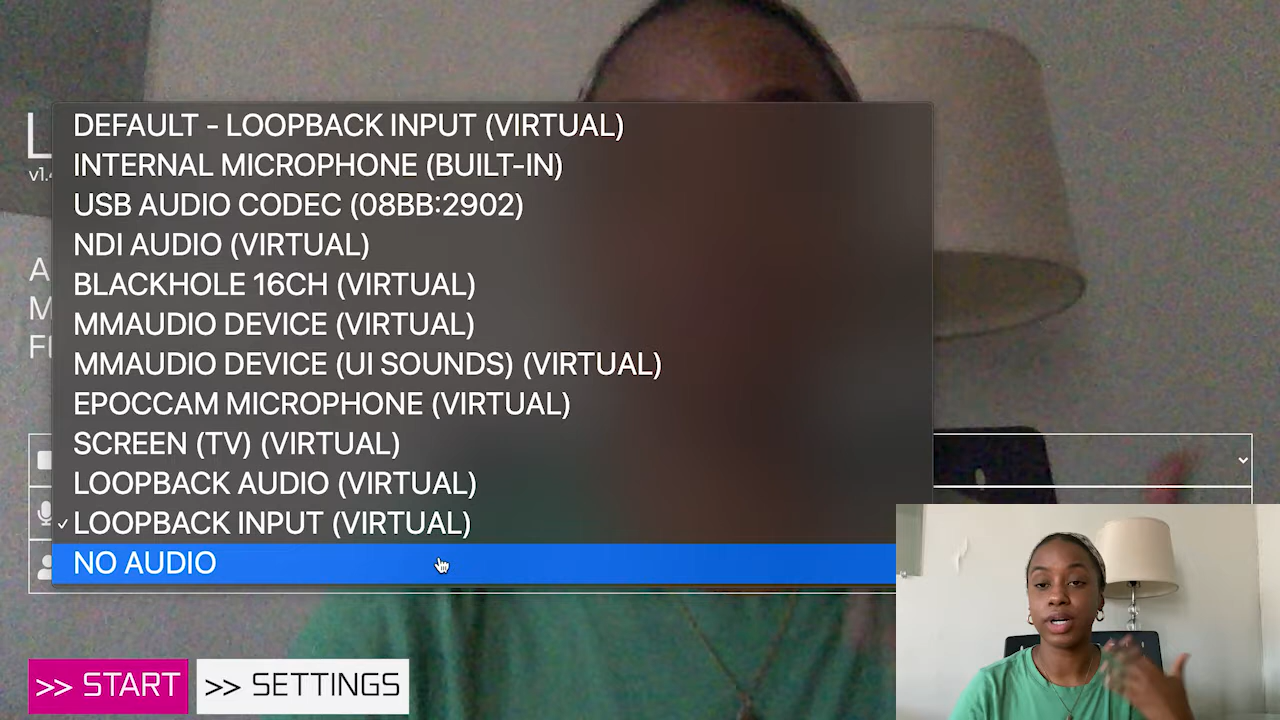 DEFAULT - LOOPBACK INPUT (VIRTUAL)
INTERNAL MICROPHONE (BUILT-IN)
USB AUDIO CODEC (08BB:2902)
NDI AUDIO (VIRTUAL)
BLACKHOLE 16CH (VIRTUAL)
MMAUDIO DEVICE (VIRTUAL)
MMAUDIO DEVICE (UI SOUNDS) (VIRTUAL)
EPOCCAM MICROPHONE (VIRTUAL)
SCREEN (TV) (VIRTUAL)
LOOPBACK AUDIO (VIRTUAL)
✓ LOOPBACK INPUT (VIRTUAL)
NO AUDIO
>> START >> SETTINGS